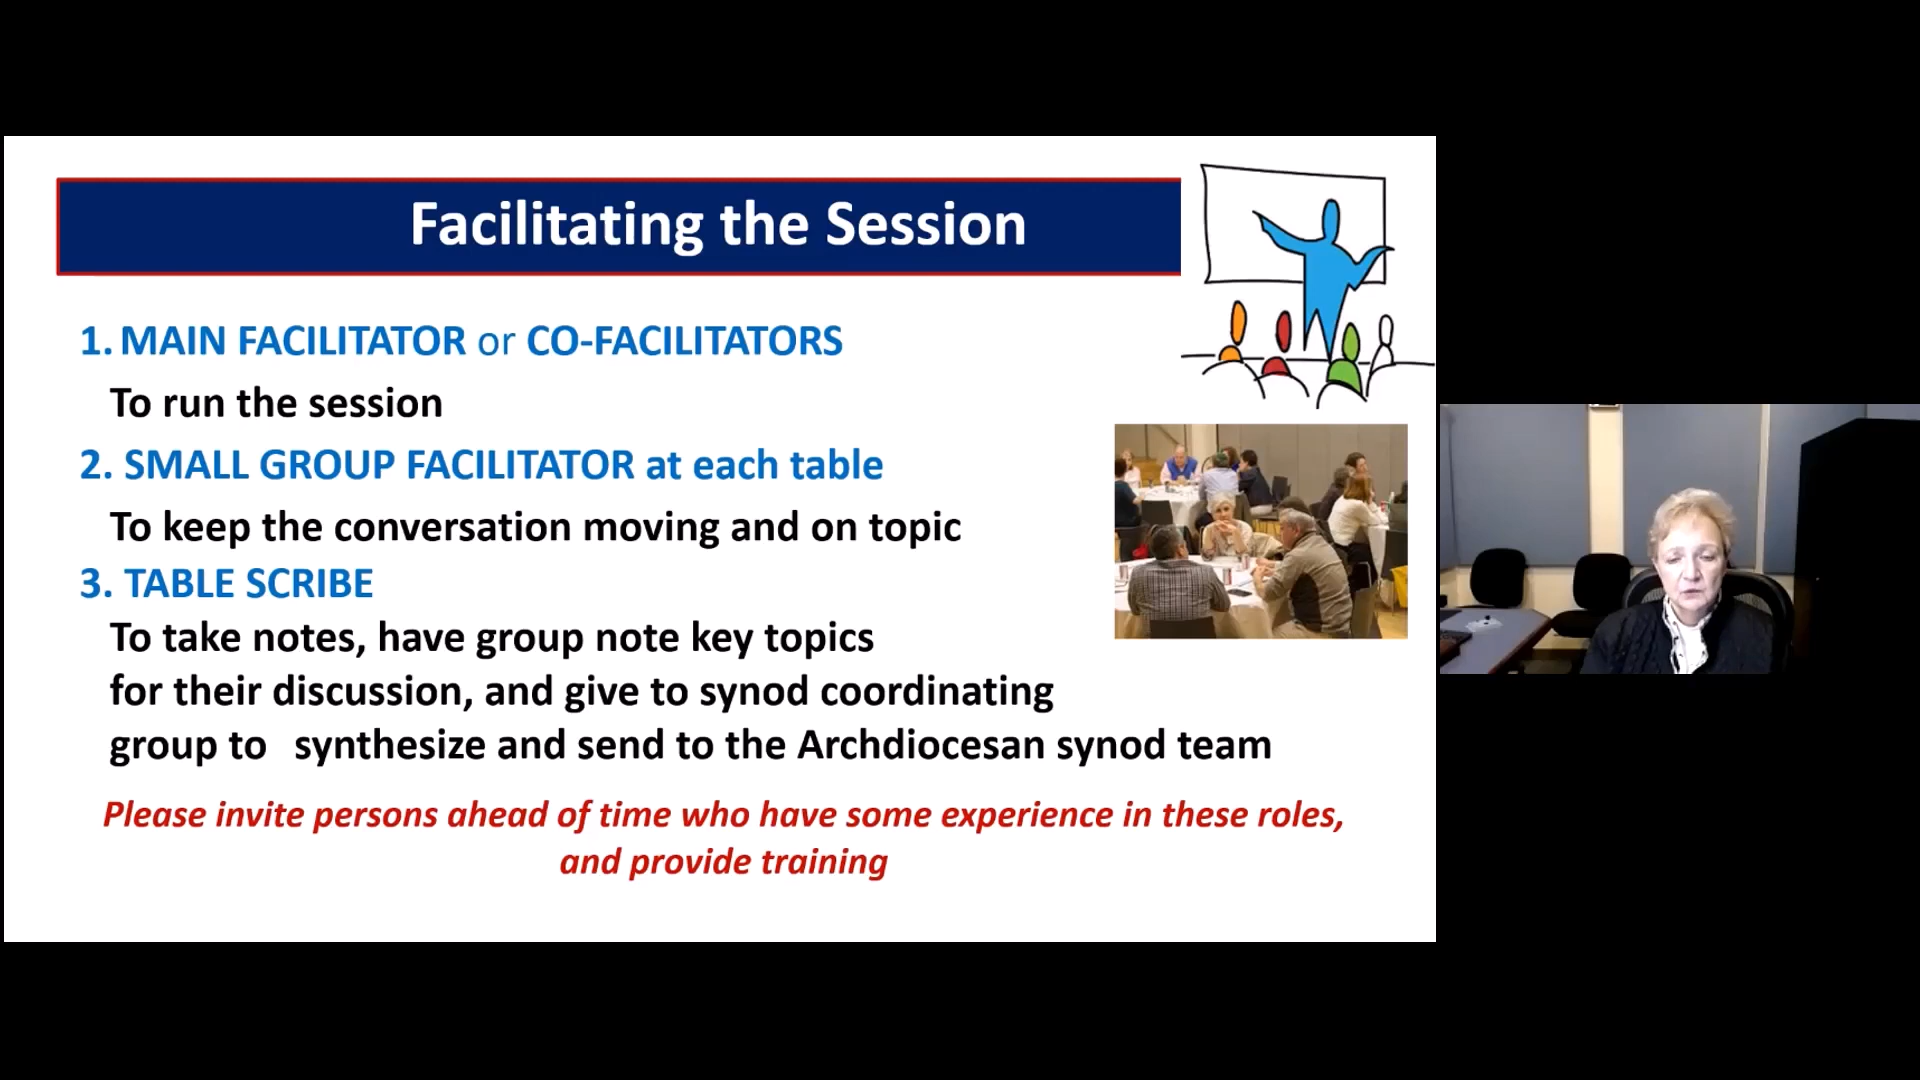 Facilitating the Session
1. MAIN FACILITATOR or CO-FACILITATORS
To run the session
2. SMALL GROUP FACILITATOR at each table
To keep the conversation moving and on topic
3. TABLE SCRIBE
To take notes, have group note key topics
for their discussion, and give to synod coordinating
group to synthesize and send to the Archdiocesan synod team
Please invite persons ahead of time who have some experience in these roles,
and provide training